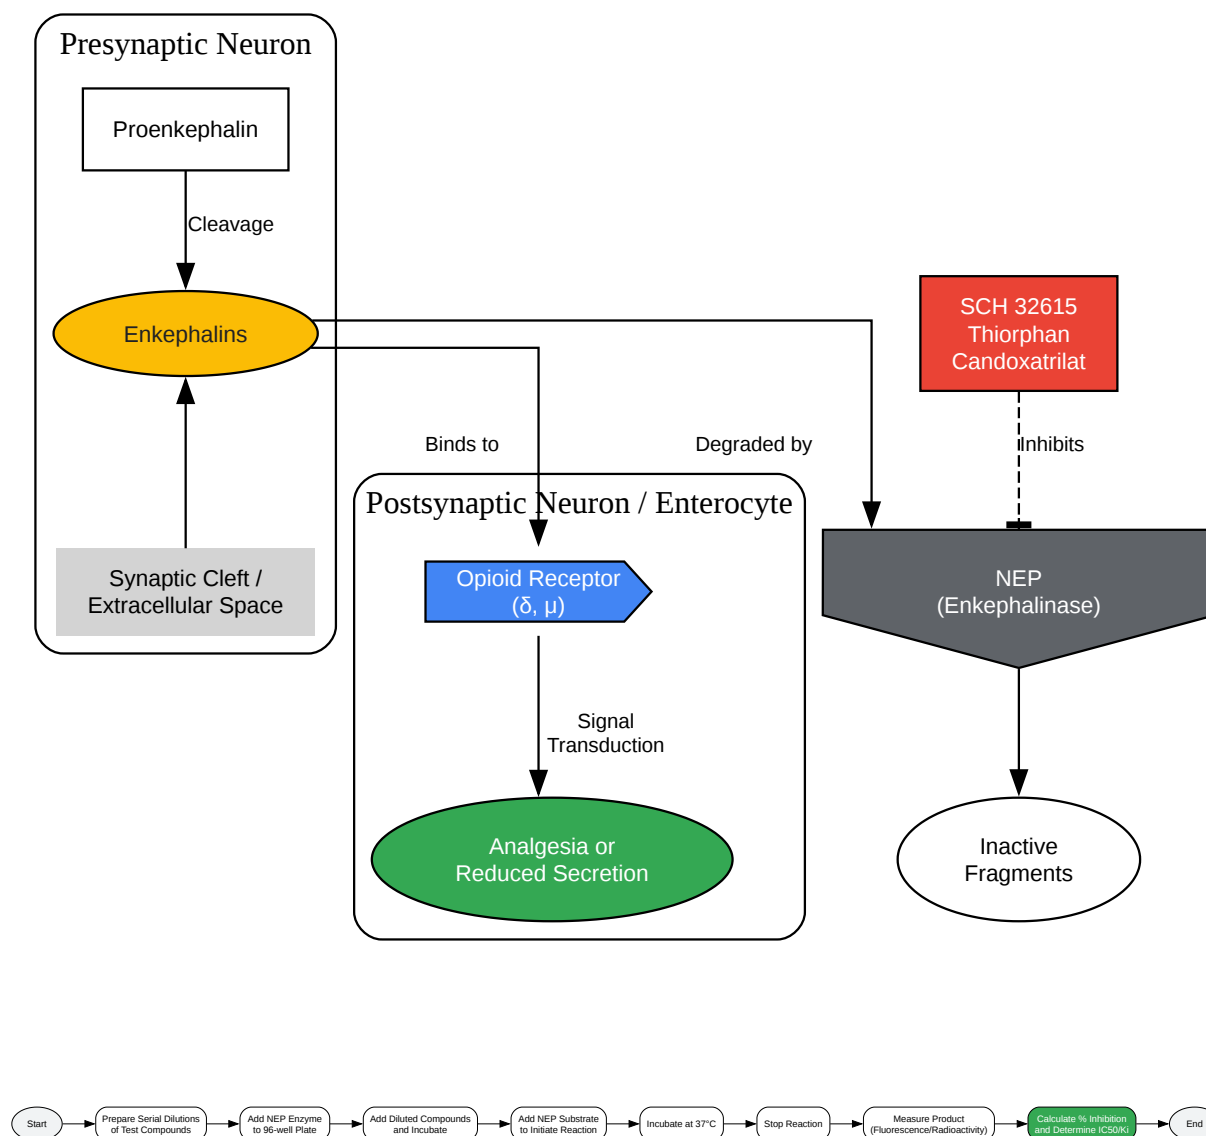 Presynaptic Neuron
Proenkephalin
Cleavage
Enkephalins
Synaptic Cleft /
Extracellular Space
SCH 32615
Thiorphan
Candoxatrilat
Binds to
Degraded by
Inhibits
Postsynaptic Neuron / Enterocyte
Opioid Receptor
(δ, μ)
NEP
(Enkephalinase)
Signal
Transduction
Analgesia or
Reduced Secretion
Inactive
Fragments
Start
Prepare Serial Dilutions
of Test Compounds
Add NEP Enzyme
to 96-well Plate
Add Diluted Compounds
and Incubate
Add NEP Substrate
to Initiate Reaction
Incubate at 37°C
Stop Reaction
Measure Product
(Fluorescence/Radioactivity)
Calculate % Inhibition
and Determine IC50/Ki
End